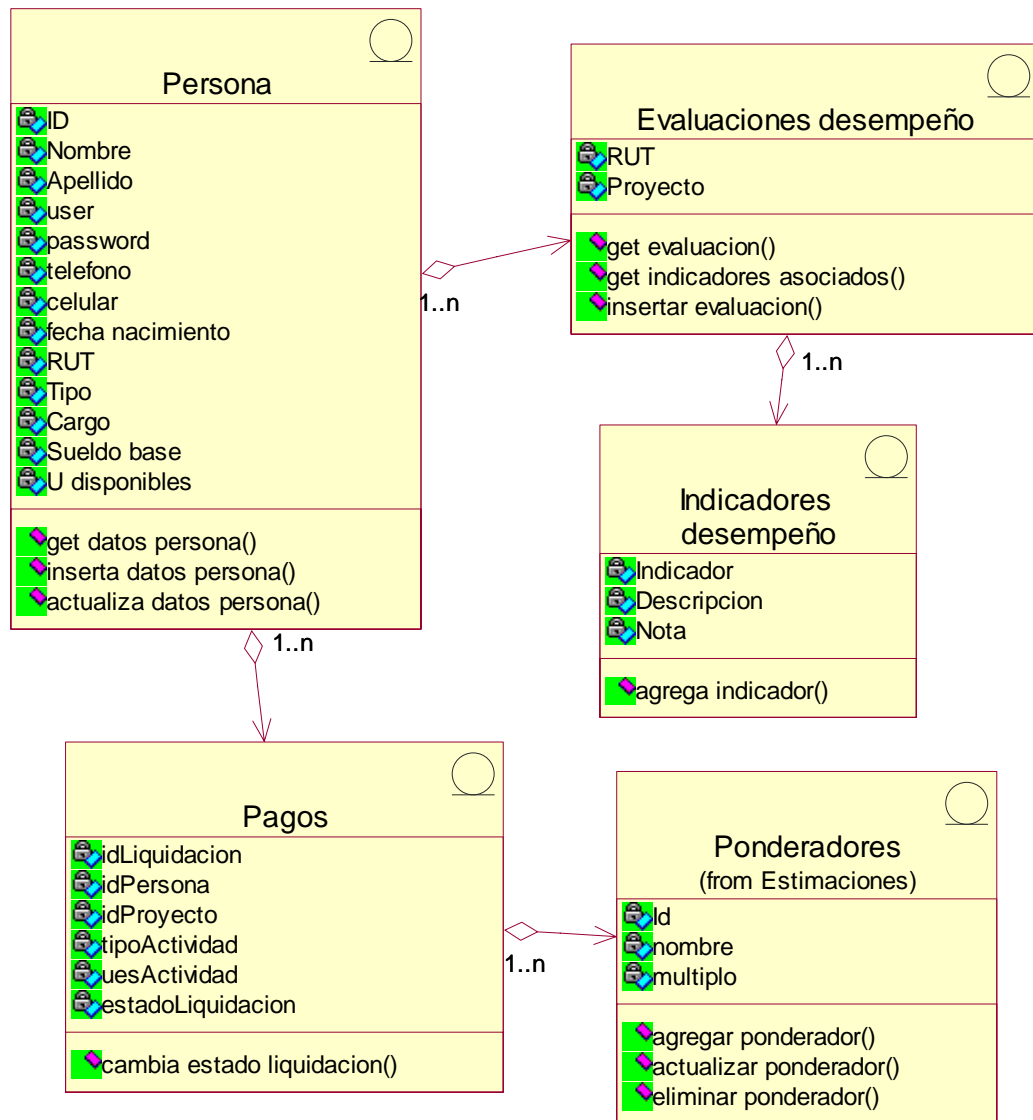 Persona
ID
Nombre
Apellido
user
password
telefono
celular
fecha nacimiento
RUT
Tipo
Cargo
Sueldo base
U disponibles
get datos persona()
inserta datos persona()
actualiza datos persona()
1..n
1..n
Evaluaciones desempeño
RUT
Proyecto
get evaluacion()
get indicadores asociados()
insertar evaluacion()
1..n
Indicadores
desempeño
Indicador
Descripcion
Nota
agrega indicador()
Pagos
idLiquidacion
idPersona
idProyecto
tipoActividad
uesActividad
estadoLiquidacion
cambia estado liquidacion()
1..n
Ponderadores
(from Estimaciones)
Id
nombre
multiplo
agregar ponderador()
actualizar ponderador()
eliminar ponderador()